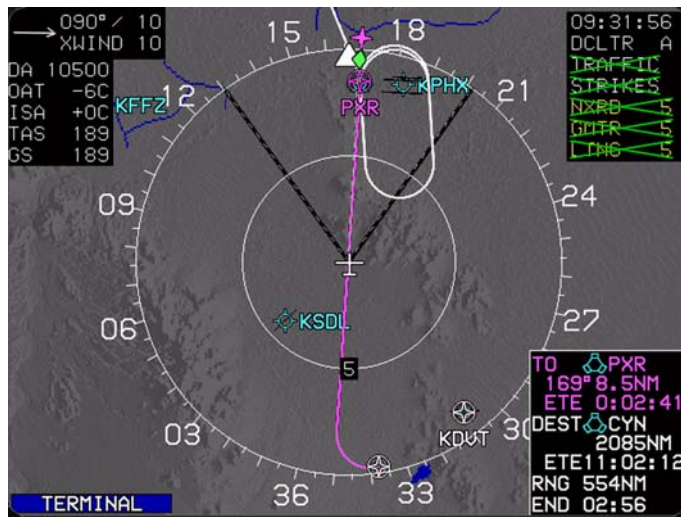 090° / 10
XWIND 10
DA 10500
OAT -6C
ISA +0C
TAS 189
GS 189
09:31:56
DCLTR A
TRAFFIC
STRIKES
NXRD 5
GMTR 5
LTNG 5
15
18
12
21
KFFZ
KPHX
PXR
09
24
KSDL
06
27
5
TO PXR
169° 8.5NM
ETE 0:02:41
DEST CYN
2085NM
ETE11:02:12
RNG 554NM
END 02:56
KDVT
30
03
36
33
TERMINAL